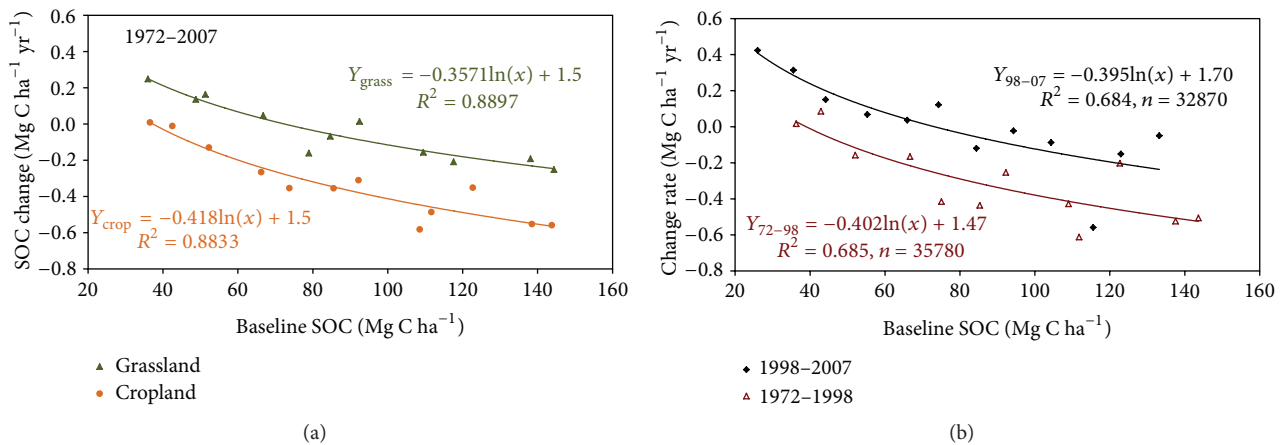 0.6
0.4
0.2
0.0
−0.2
−0.4
−0.6
−0.8
SOC change (Mg C ha⁻¹ yr⁻¹)
1972–2007
Y_grass = −0.3571ln(x) + 1.5
R² = 0.8897
Y_crop = −0.418ln(x) + 1.5
R² = 0.8833
20 40 60 80 100 120 140 160
Baseline SOC (Mg C ha⁻¹)
Grassland
Cropland
(a)
0.6
0.4
0.2
0.0
−0.2
−0.4
−0.6
0.8
Change rate (Mg C ha⁻¹ yr⁻¹)
Y_98−07 = −0.395ln(x) + 1.70
R² = 0.684, n = 32870
Y_72−98 = −0.402ln(x) + 1.47
R² = 0.685, n = 35780
20 40 60 80 100 120 140 160
Baseline SOC (Mg C ha⁻¹)
1998–2007
1972–1998
(b)